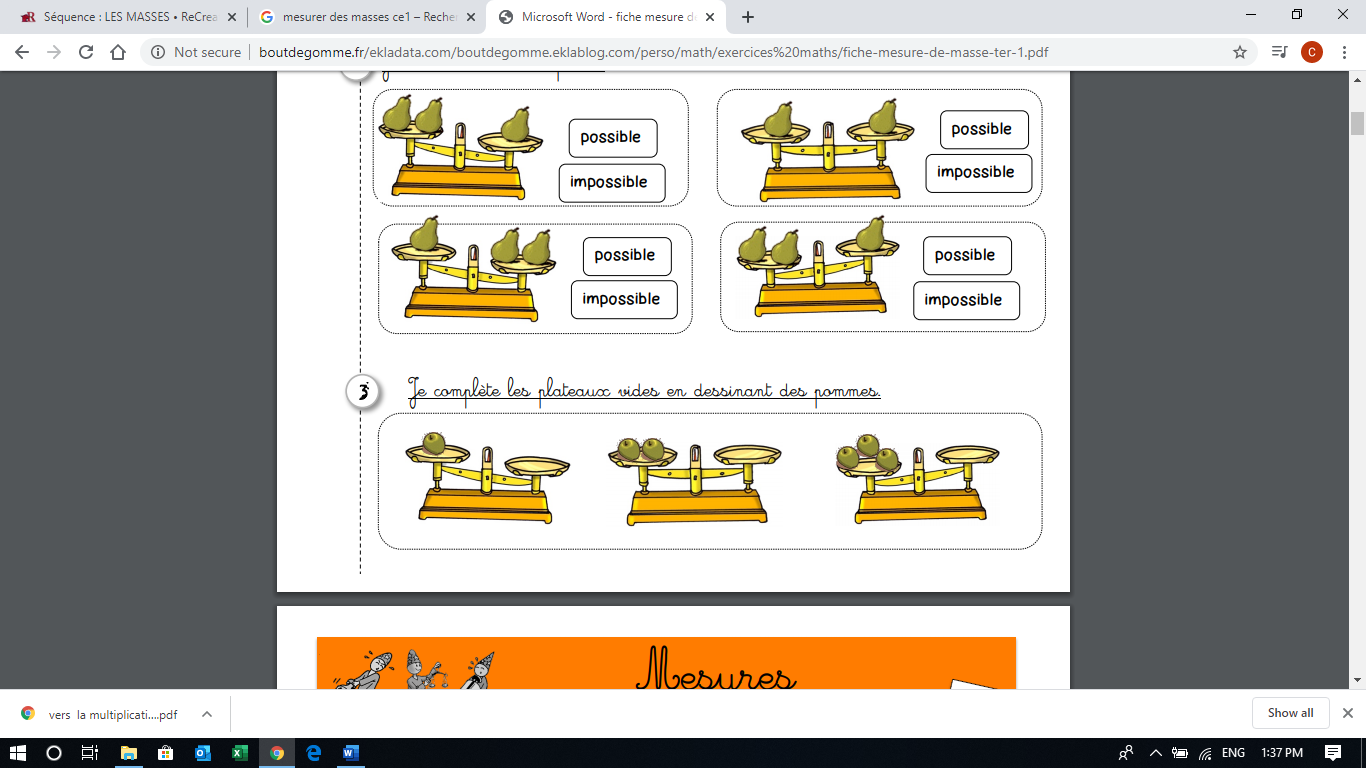 Séquence : LES MASSES • ReCrea
mesurer des masses ce1 – Recher
Microsoft Word - fiche mesure de
Not secure
boutdegomme.fr/ekladata.com/boutdegomme.eklablog.com/perso/math/exercices%20maths/fiche-mesure-de-masse-ter-1.pdf
C
possible
impossible
possible
impossible
possible
impossible
possible
impossible
3
Je complète les plateaux vides en dessinant des pommes.
Mesures
vers la multiplicati....pdf
Show all
ENG
1:37 PM